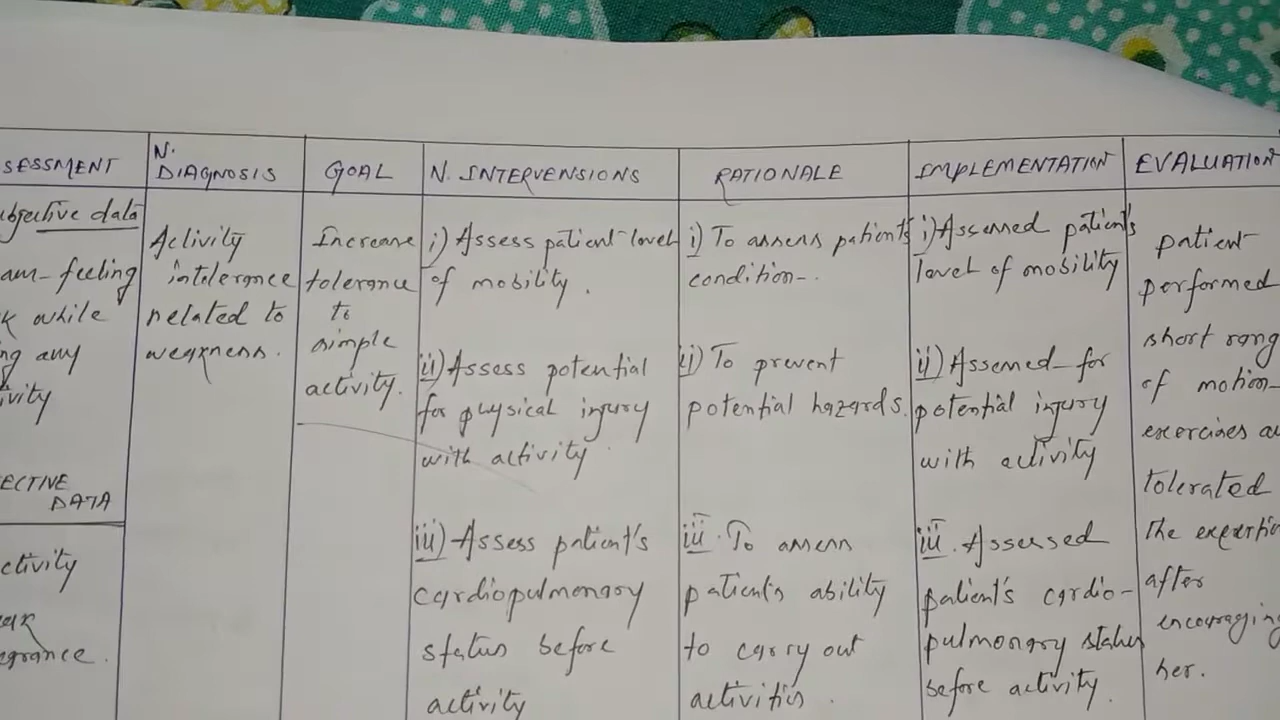 SESSMENT
ubjective data
am feeling
k while
ng any
ivity
ECTIVE
DATA
ctivity
ear
egrance.
N.
DIAGNOSIS
Activity
intolerance
related to
weakness.
GOAL
Increase
tolerance
to
simple
activity.
N. INTERVENSIONS
i) Assess patient level
of mobility.
ii) Assess potential
for physical injury
with activity
iii) Assess patient's
cardiopulmonary
status before
activity
RATIONALE
i) To assess patient's
condition.
ii) To prevent
potential hazards.
iii. To assess
patient's ability
to carry out
activities.
IMPLEMENTATION
i) Assessed patient's
level of mobility
ii) Assessed for
potential injury
with activity
iii. Assessed
patient's cardio-
pulmonary status
before activity.
EVALUATION
patient
performed
short rang
of motion
exercises a
tolerated
the exertio
after
encouraging
her.